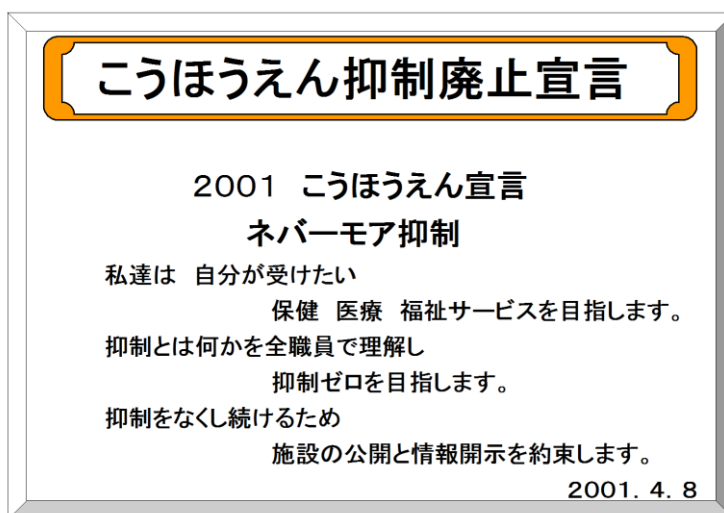 こうほうえん抑制廃止宣言
2001　こうほうえん宣言
ネバーモア抑制
私達は　自分が受けたい
保健　医療　福祉サービスを目指します。
抑制とは何かを全職員で理解し
抑制ゼロを目指します。
抑制をなくし続けるため
施設の公開と情報開示を約束します。
2001. 4. 8